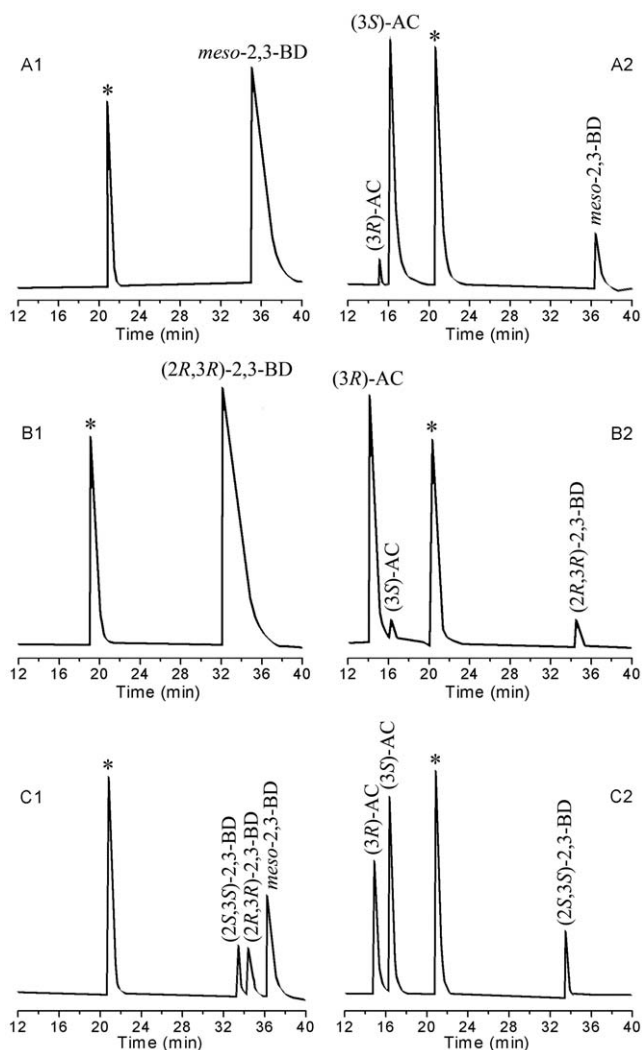 A1
*
meso-2,3-BD
12 16 20 24 28 32 36 40
Time (min)
A2
(3R)-AC
(3S)-AC
*
meso-2,3-BD
12 16 20 24 28 32 36 40
Time (min)
B1
*
(2R,3R)-2,3-BD
12 16 20 24 28 32 36 40
Time (min)
B2
(3R)-AC
(3S)-AC
*
(2R,3R)-2,3-BD
12 16 20 24 28 32 36 40
Time (min)
C1
*
(2S,3S)-2,3-BD
(2R,3R)-2,3-BD
meso-2,3-BD
12 16 20 24 28 32 36 40
Time (min)
C2
(3R)-AC
(3S)-AC
*
(2S,3S)-2,3-BD
12 16 20 24 28 32 36 40
Time (min)